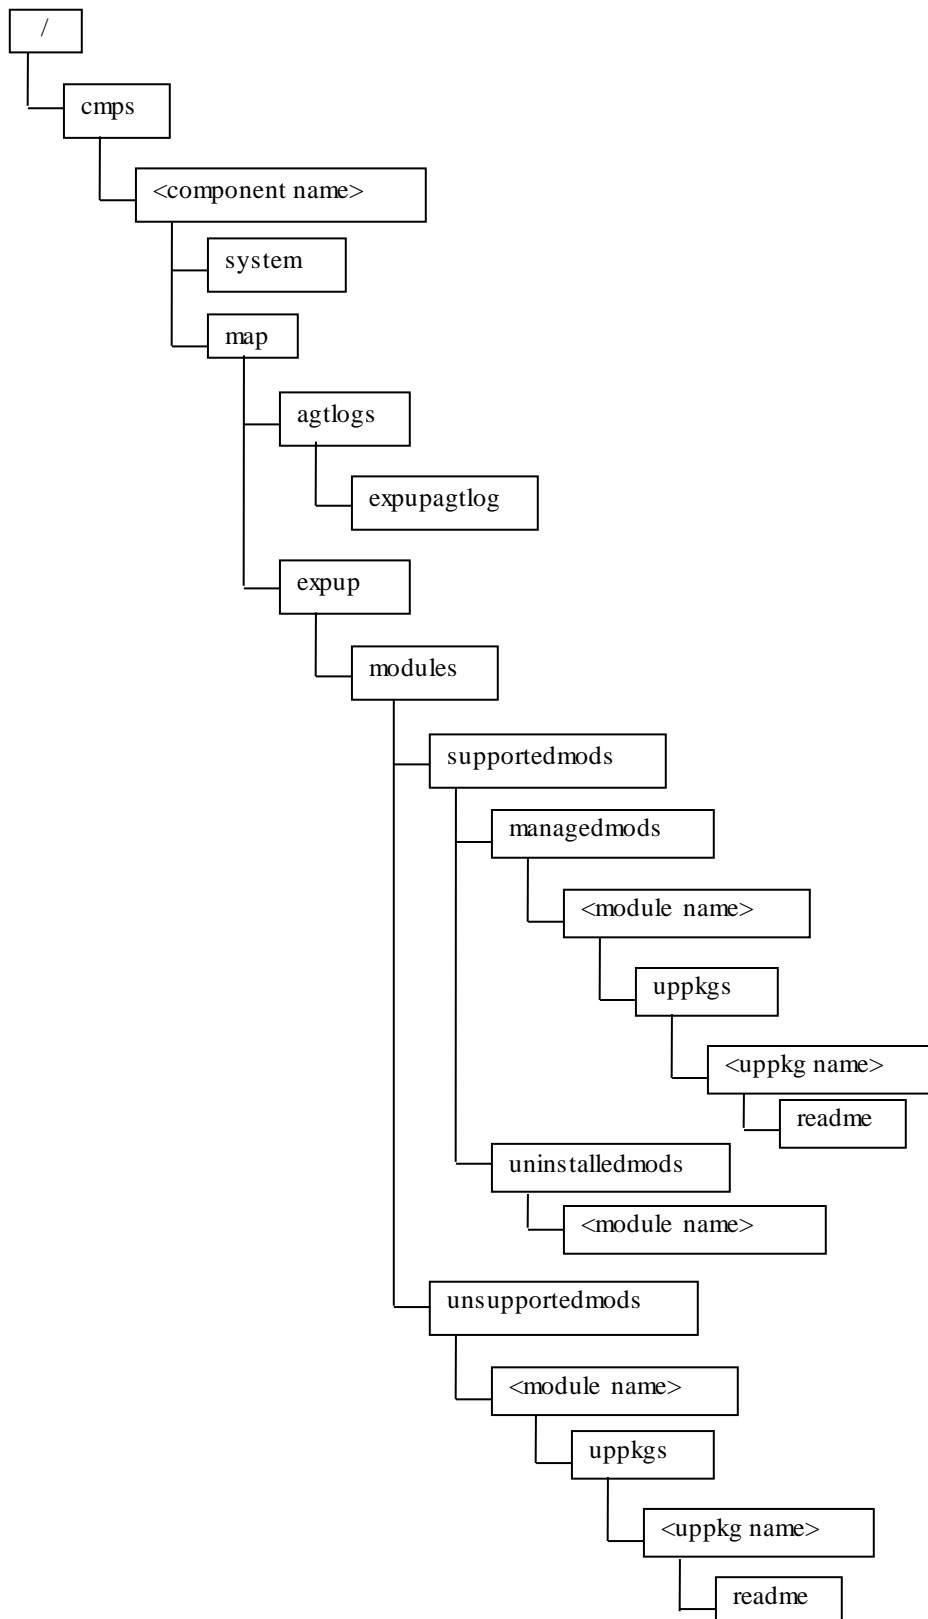 /
cmps
<component name>
system
map
agtlogs
expupagtlog
expup
modules
supportedmods
managedmods
<module name>
uppkgs
<uppkg name>
readme
uninstalledmods
<module name>
unsupportedmods
<module name>
uppkgs
<uppkg name>
readme